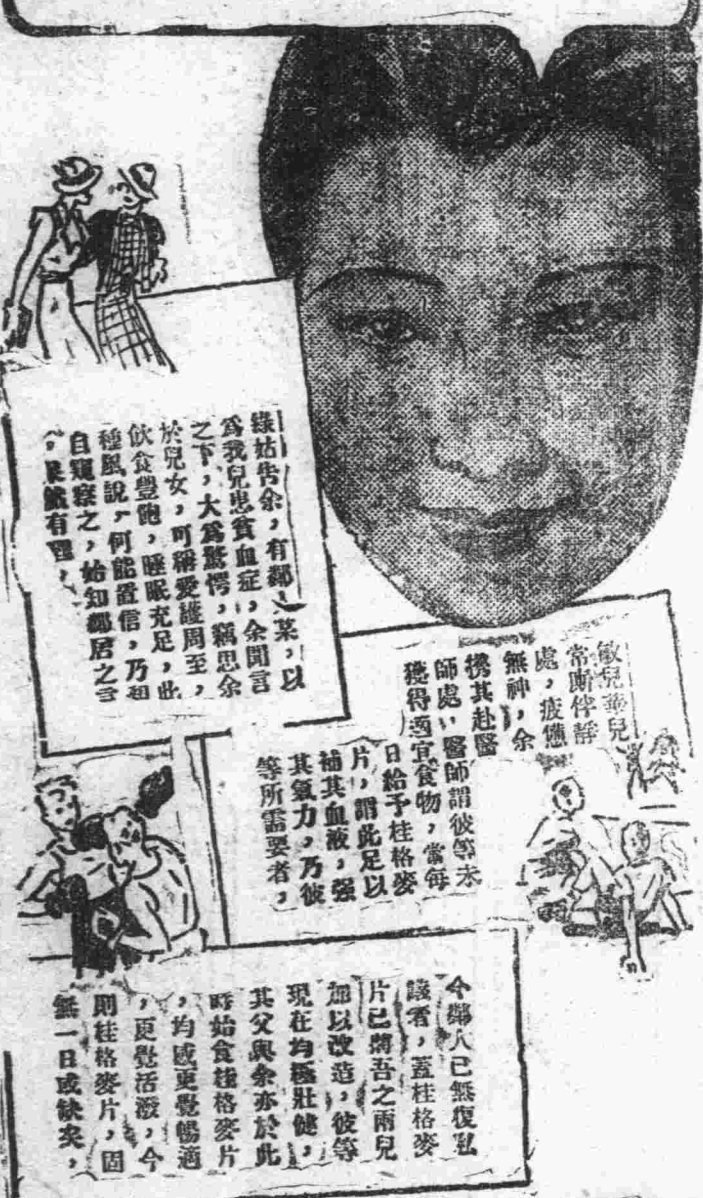 綠姑告余，有鄰人某，以
爲我兒患貧血症，余聞言
之下，大爲驚愕，竊思余
於兒女，可稱愛護周至，
飲食豐飽，睡眠充足，此
種風說，何能置信，乃親
自窺察之，始知鄰居之言
，果然有理，
敏兒華兒
常廝伴靜
處，疲憊
無神，余
携其赴醫
師處，醫師謂彼等未
獲得適宜食物，當每
日給予桂格麥
片，謂此足以
補其血液，强
其氣力，乃彼
等所需要者，
今鄰人已無復私
議者，蓋桂格麥
片已將吾之兩兒
加以改造，彼等
現在均極壯健，
其父與余亦於此
時始食桂格麥片
，均感更覺暢適
，更覺活潑，今
則桂格麥片，固
無一日或缺矣，